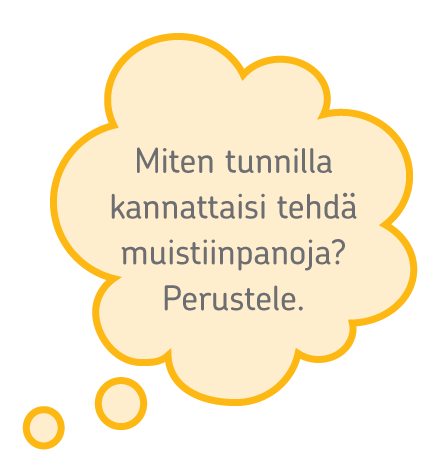 Miten tunnilla
kannattaisi tehdä
muistiinpanoja?
Perustele.